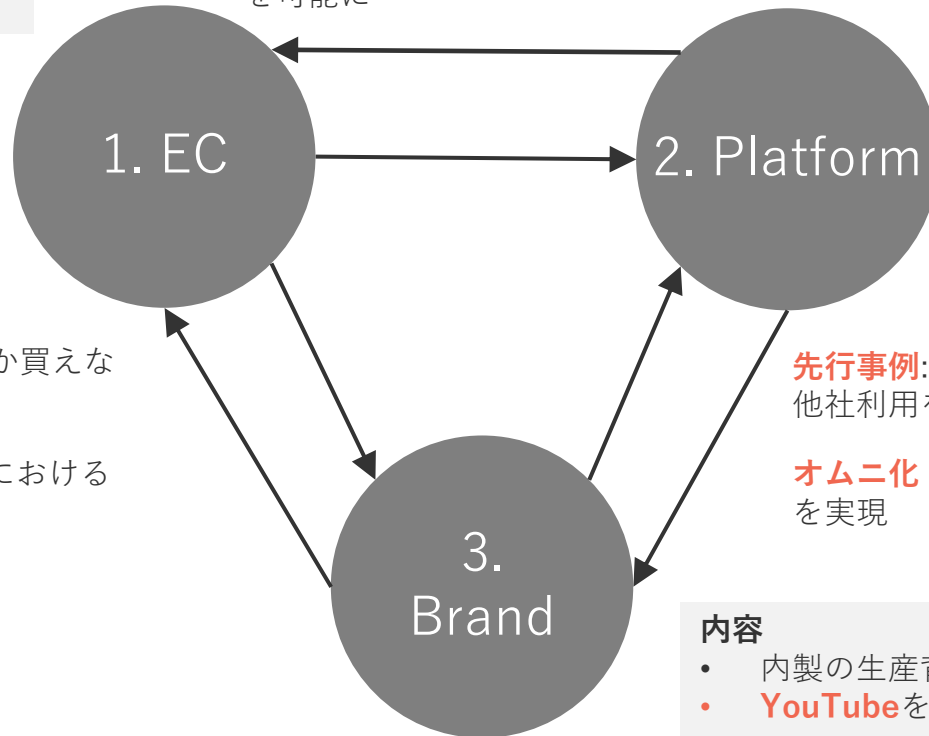 を可能に
1. EC
2. Platform
か買えな
における
先行事例:
他社利用を
オムニ化
を実現
3.
Brand
内容
• 内製の生産背
• YouTubeを